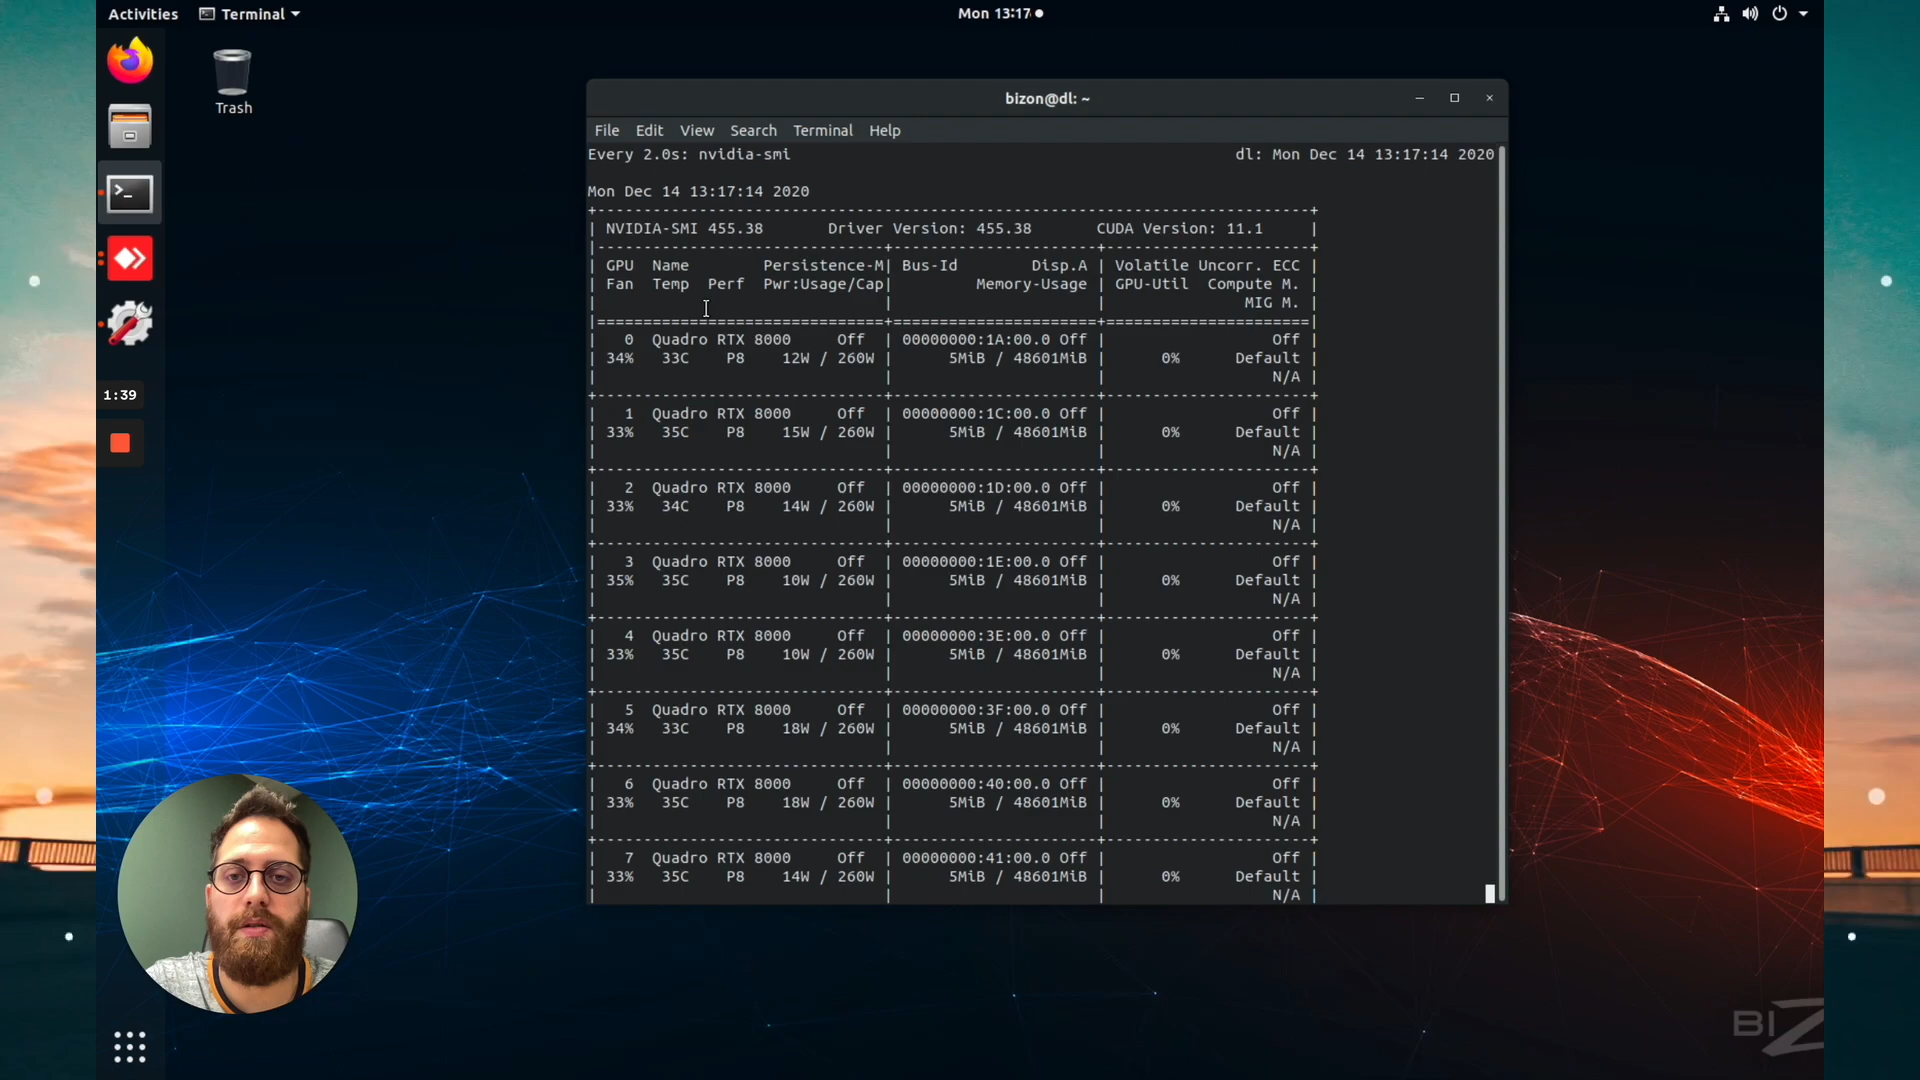 Activities Terminal Mon 13:17
Trash
bizon@dl: ~
File Edit View Search Terminal Help
Every 2.0s: nvidia-smi dl: Mon Dec 14 13:17:14 2020
Mon Dec 14 13:17:14 2020
+-----------------------------------------------------------------------------+
| NVIDIA-SMI 455.38 Driver Version: 455.38 CUDA Version: 11.1 |
|-------------------------------+----------------------+----------------------+
| GPU Name Persistence-M| Bus-Id Disp.A | Volatile Uncorr. ECC |
| Fan Temp Perf Pwr:Usage/Cap| Memory-Usage | GPU-Util Compute M. |
| | | MIG M. |
|===============================+======================+======================|
| 0 Quadro RTX 8000 Off | 00000000:1A:00.0 Off | Off |
| 34% 33C P8 12W / 260W | 5MiB / 48601MiB | 0% Default |
| | | N/A |
+-------------------------------+----------------------+----------------------+
| 1 Quadro RTX 8000 Off | 00000000:1C:00.0 Off | Off |
| 33% 35C P8 15W / 260W | 5MiB / 48601MiB | 0% Default |
| | | N/A |
+-------------------------------+----------------------+----------------------+
| 2 Quadro RTX 8000 Off | 00000000:1D:00.0 Off | Off |
| 33% 34C P8 14W / 260W | 5MiB / 48601MiB | 0% Default |
| | | N/A |
+-------------------------------+----------------------+----------------------+
| 3 Quadro RTX 8000 Off | 00000000:1E:00.0 Off | Off |
| 35% 35C P8 10W / 260W | 5MiB / 48601MiB | 0% Default |
| | | N/A |
+-------------------------------+----------------------+----------------------+
| 4 Quadro RTX 8000 Off | 00000000:3E:00.0 Off | Off |
| 33% 35C P8 10W / 260W | 5MiB / 48601MiB | 0% Default |
| | | N/A |
+-------------------------------+----------------------+----------------------+
| 5 Quadro RTX 8000 Off | 00000000:3F:00.0 Off | Off |
| 34% 33C P8 18W / 260W | 5MiB / 48601MiB | 0% Default |
| | | N/A |
+-------------------------------+----------------------+----------------------+
| 6 Quadro RTX 8000 Off | 00000000:40:00.0 Off | Off |
| 33% 35C P8 18W / 260W | 5MiB / 48601MiB | 0% Default |
| | | N/A |
+-------------------------------+----------------------+----------------------+
| 7 Quadro RTX 8000 Off | 00000000:41:00.0 Off | Off |
| 33% 35C P8 14W / 260W | 5MiB / 48601MiB | 0% Default |
| | | N/A |
1:39
BIZ